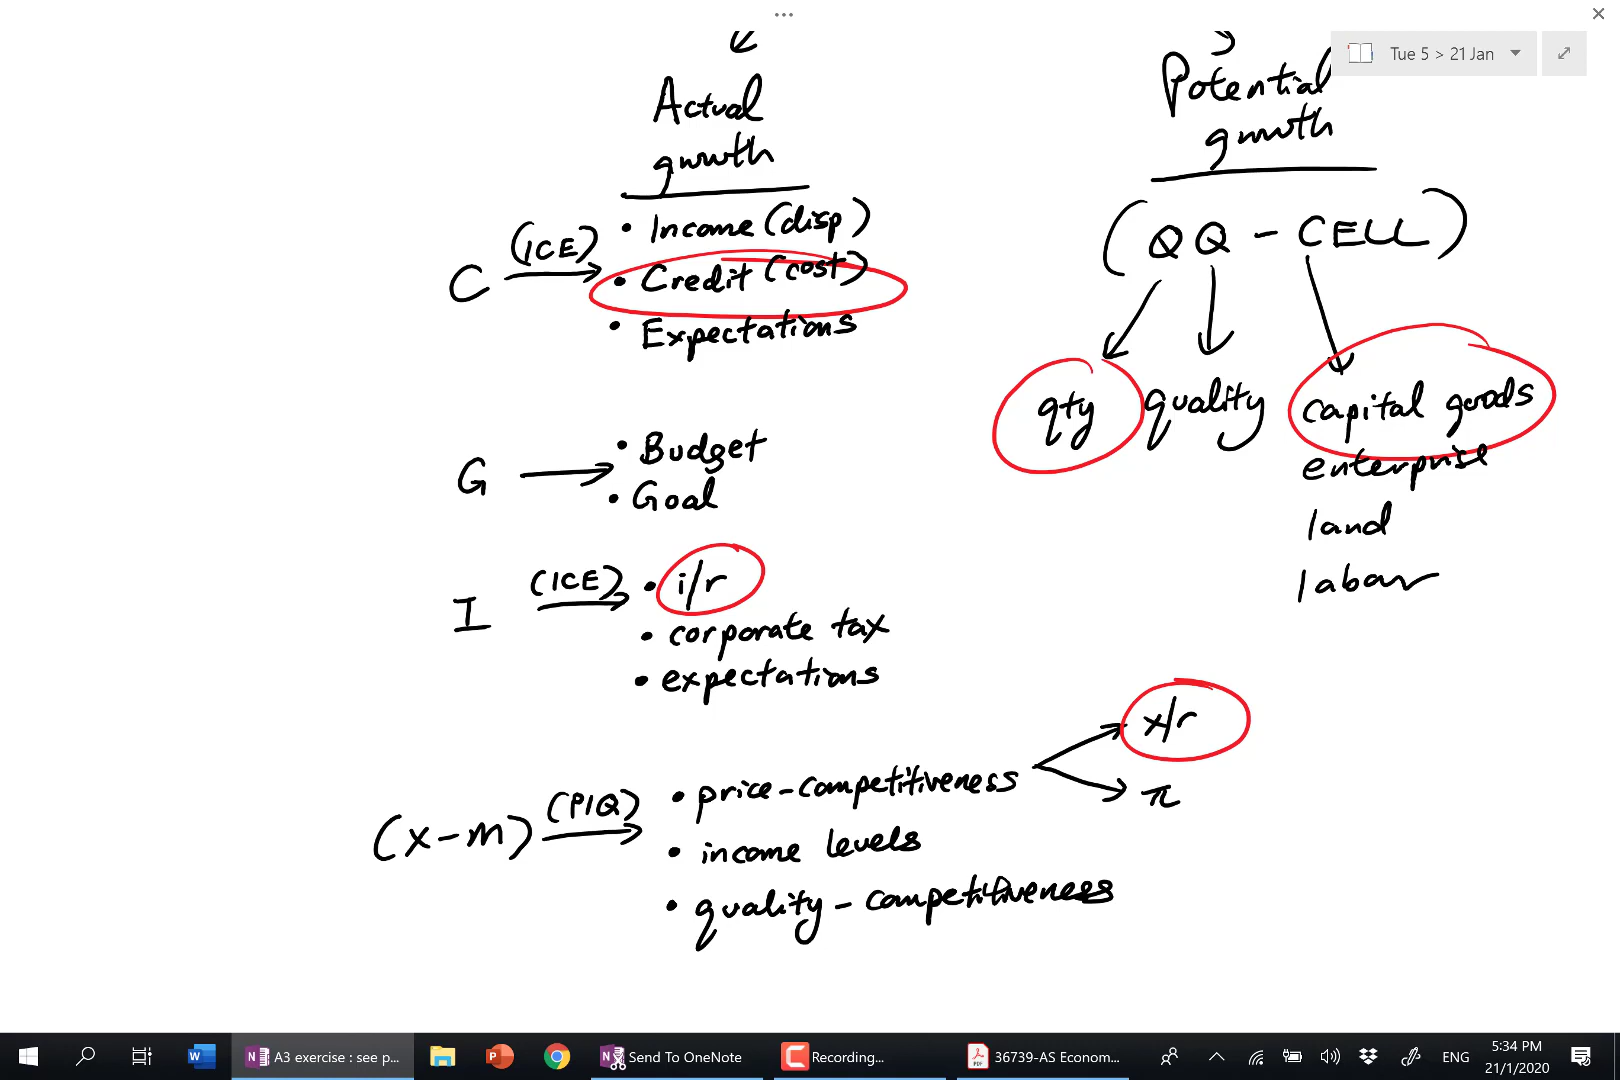 Tue 5 > 21 Jan
Actual
growth
C (ICE)
• Income (disp)
• Credit (cost)
• Expectations
G
• Budget
• Goal
I (ICE)
• i/r
• corporate tax
• expectations
(X-M) (PIQ)
• price-competitiveness
x/r
π
• income levels
• quality-competitiveness
Potential
growth
(QQ - CELL)
qty quality capital goods
enterprise
land
labour
A3 exercise : see p...
Send To OneNote
Recording...
36739-AS Econom...
ENG
5:34 PM
21/1/2020